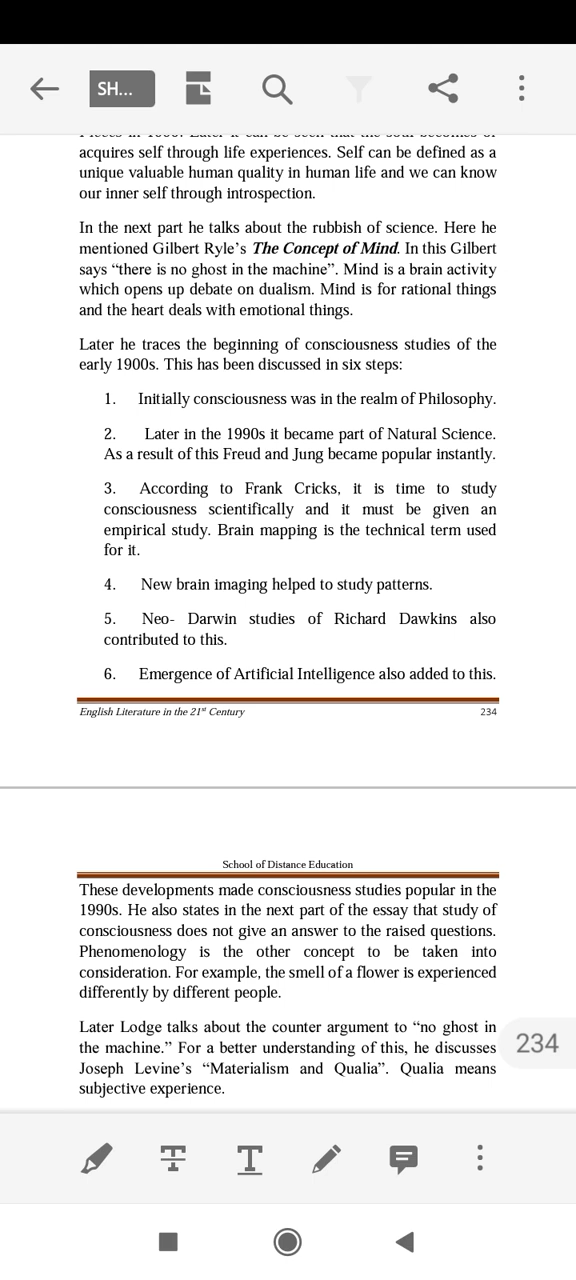 SH...
acquires self through life experiences. Self can be defined as a
unique valuable human quality in human life and we can know
our inner self through introspection.
In the next part he talks about the rubbish of science. Here he
mentioned Gilbert Ryle's The Concept of Mind. In this Gilbert
says “there is no ghost in the machine”. Mind is a brain activity
which opens up debate on dualism. Mind is for rational things
and the heart deals with emotional things.
Later he traces the beginning of consciousness studies of the
early 1900s. This has been discussed in six steps:
1. Initially consciousness was in the realm of Philosophy.
2. Later in the 1990s it became part of Natural Science.
As a result of this Freud and Jung became popular instantly.
3. According to Frank Cricks, it is time to study
consciousness scientifically and it must be given an
empirical study. Brain mapping is the technical term used
for it.
4. New brain imaging helped to study patterns.
5. Neo- Darwin studies of Richard Dawkins also
contributed to this.
6. Emergence of Artificial Intelligence also added to this.
English Literature in the 21st Century 234
School of Distance Education
These developments made consciousness studies popular in the
1990s. He also states in the next part of the essay that study of
consciousness does not give an answer to the raised questions.
Phenomenology is the other concept to be taken into
consideration. For example, the smell of a flower is experienced
differently by different people.
Later Lodge talks about the counter argument to “no ghost in
the machine.” For a better understanding of this, he discusses
Joseph Levine's “Materialism and Qualia”. Qualia means
subjective experience.
234